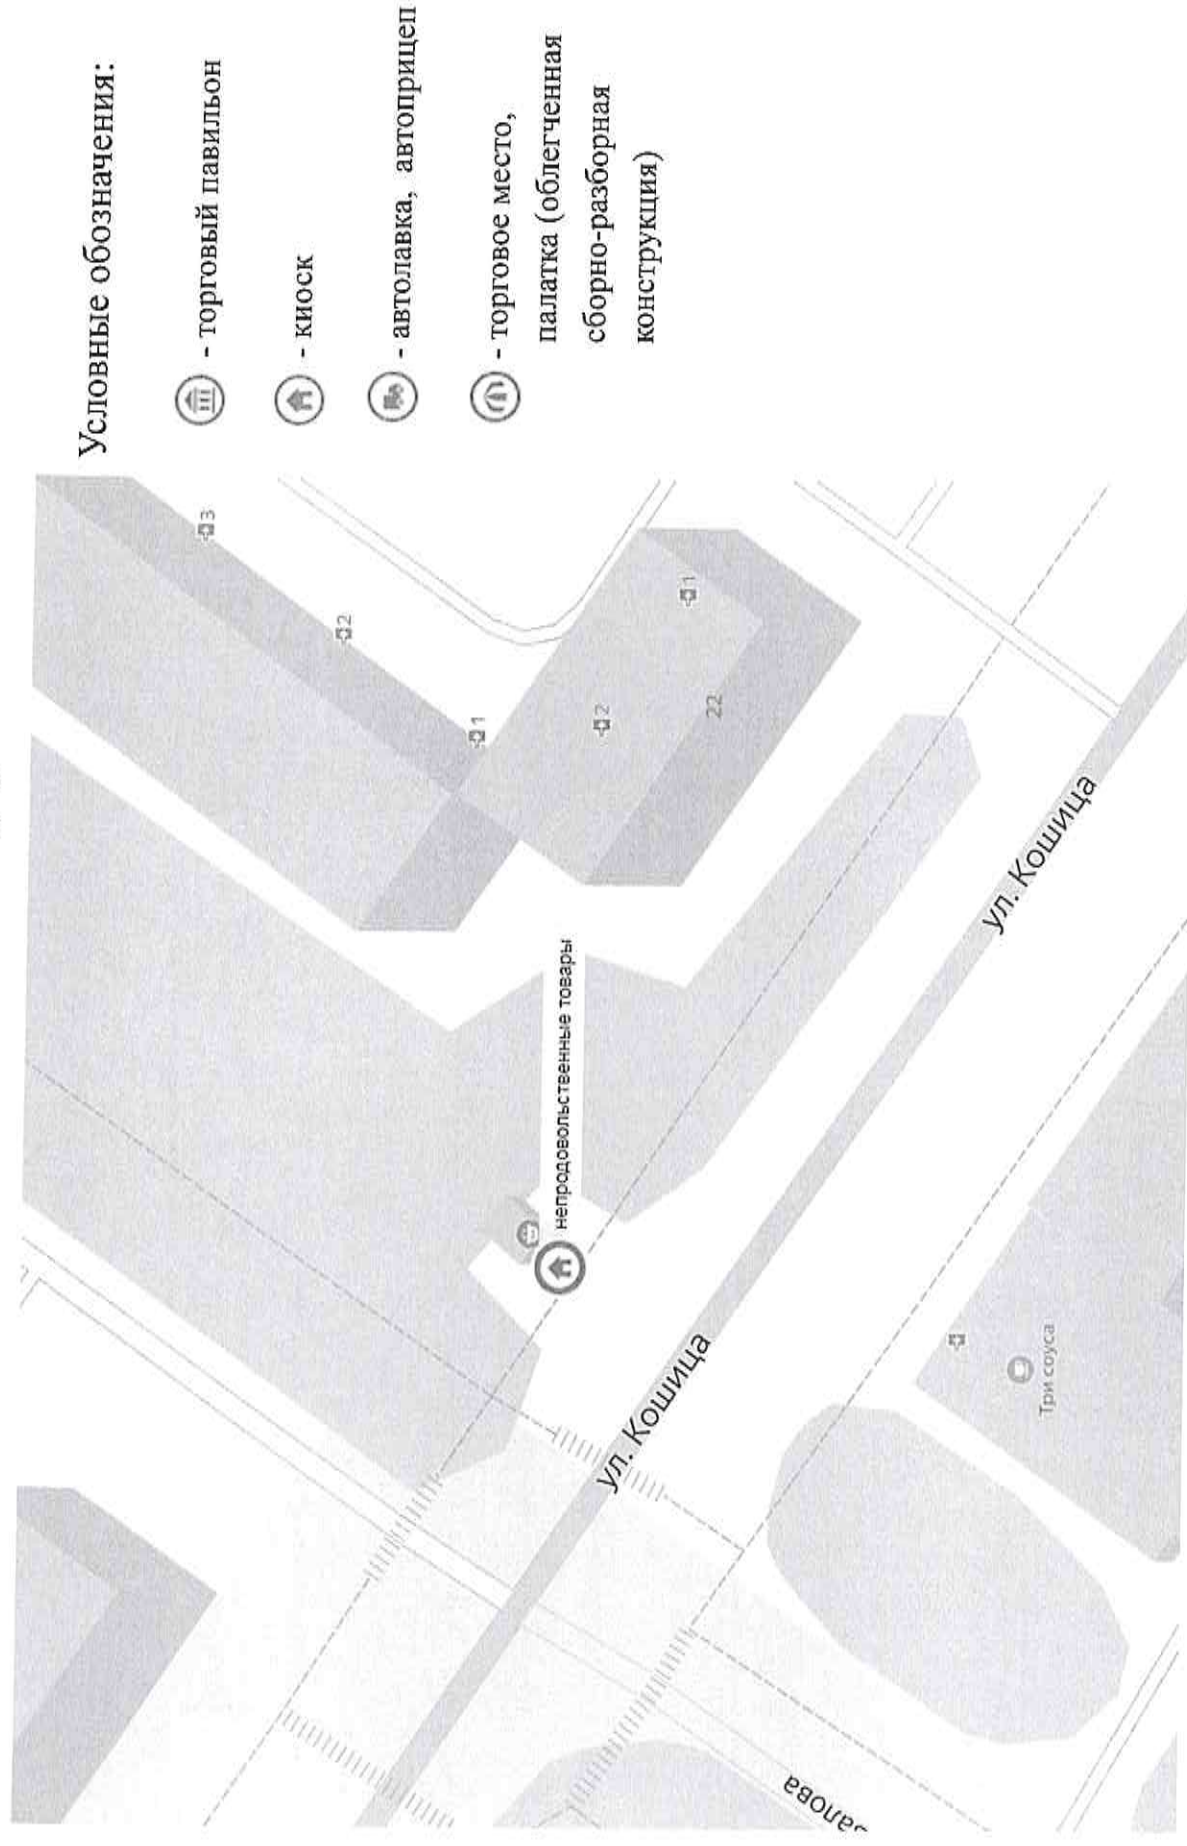 Условные обозначения:
- торговый павильон
- киоск
- автолавка, автоприцеп
- торговое место,
палатка (облегченная
сборно-разборная
конструкция)
3
2
1
2
1
22
непродовольственные товары
ул. Кошица
ул. Кошица
Три соуса